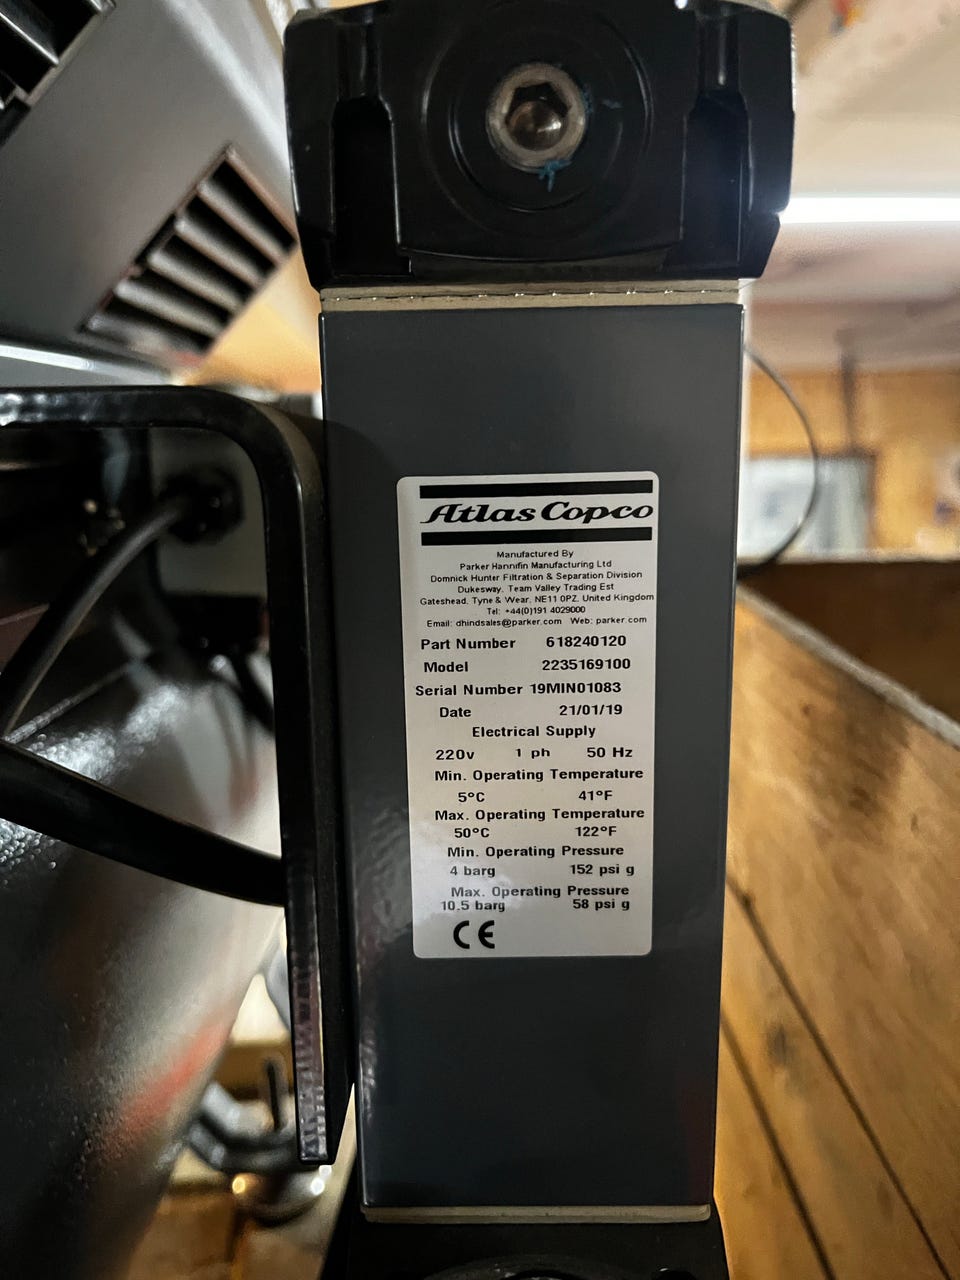 Atlas Copco
Manufactured By
Parker Hannifin Manufacturing Ltd
Domnick Hunter Filtration & Separation Division
Dukesway, Team Valley Trading Est
Gateshead, Tyne & Wear, NE11 0PZ, United Kingdom
Tel: +44(0)191 4029000
Email: dhindsales@parker.com Web: parker.com
Part Number 618240120
Model 2235169100
Serial Number 19MIN01083
Date 21/01/19
Electrical Supply
220v 1 ph 50 Hz
Min. Operating Temperature
5°C 41°F
Max. Operating Temperature
50°C 122°F
Min. Operating Pressure
4 barg 152 psi g
Max. Operating Pressure
10.5 barg 58 psi g
CE